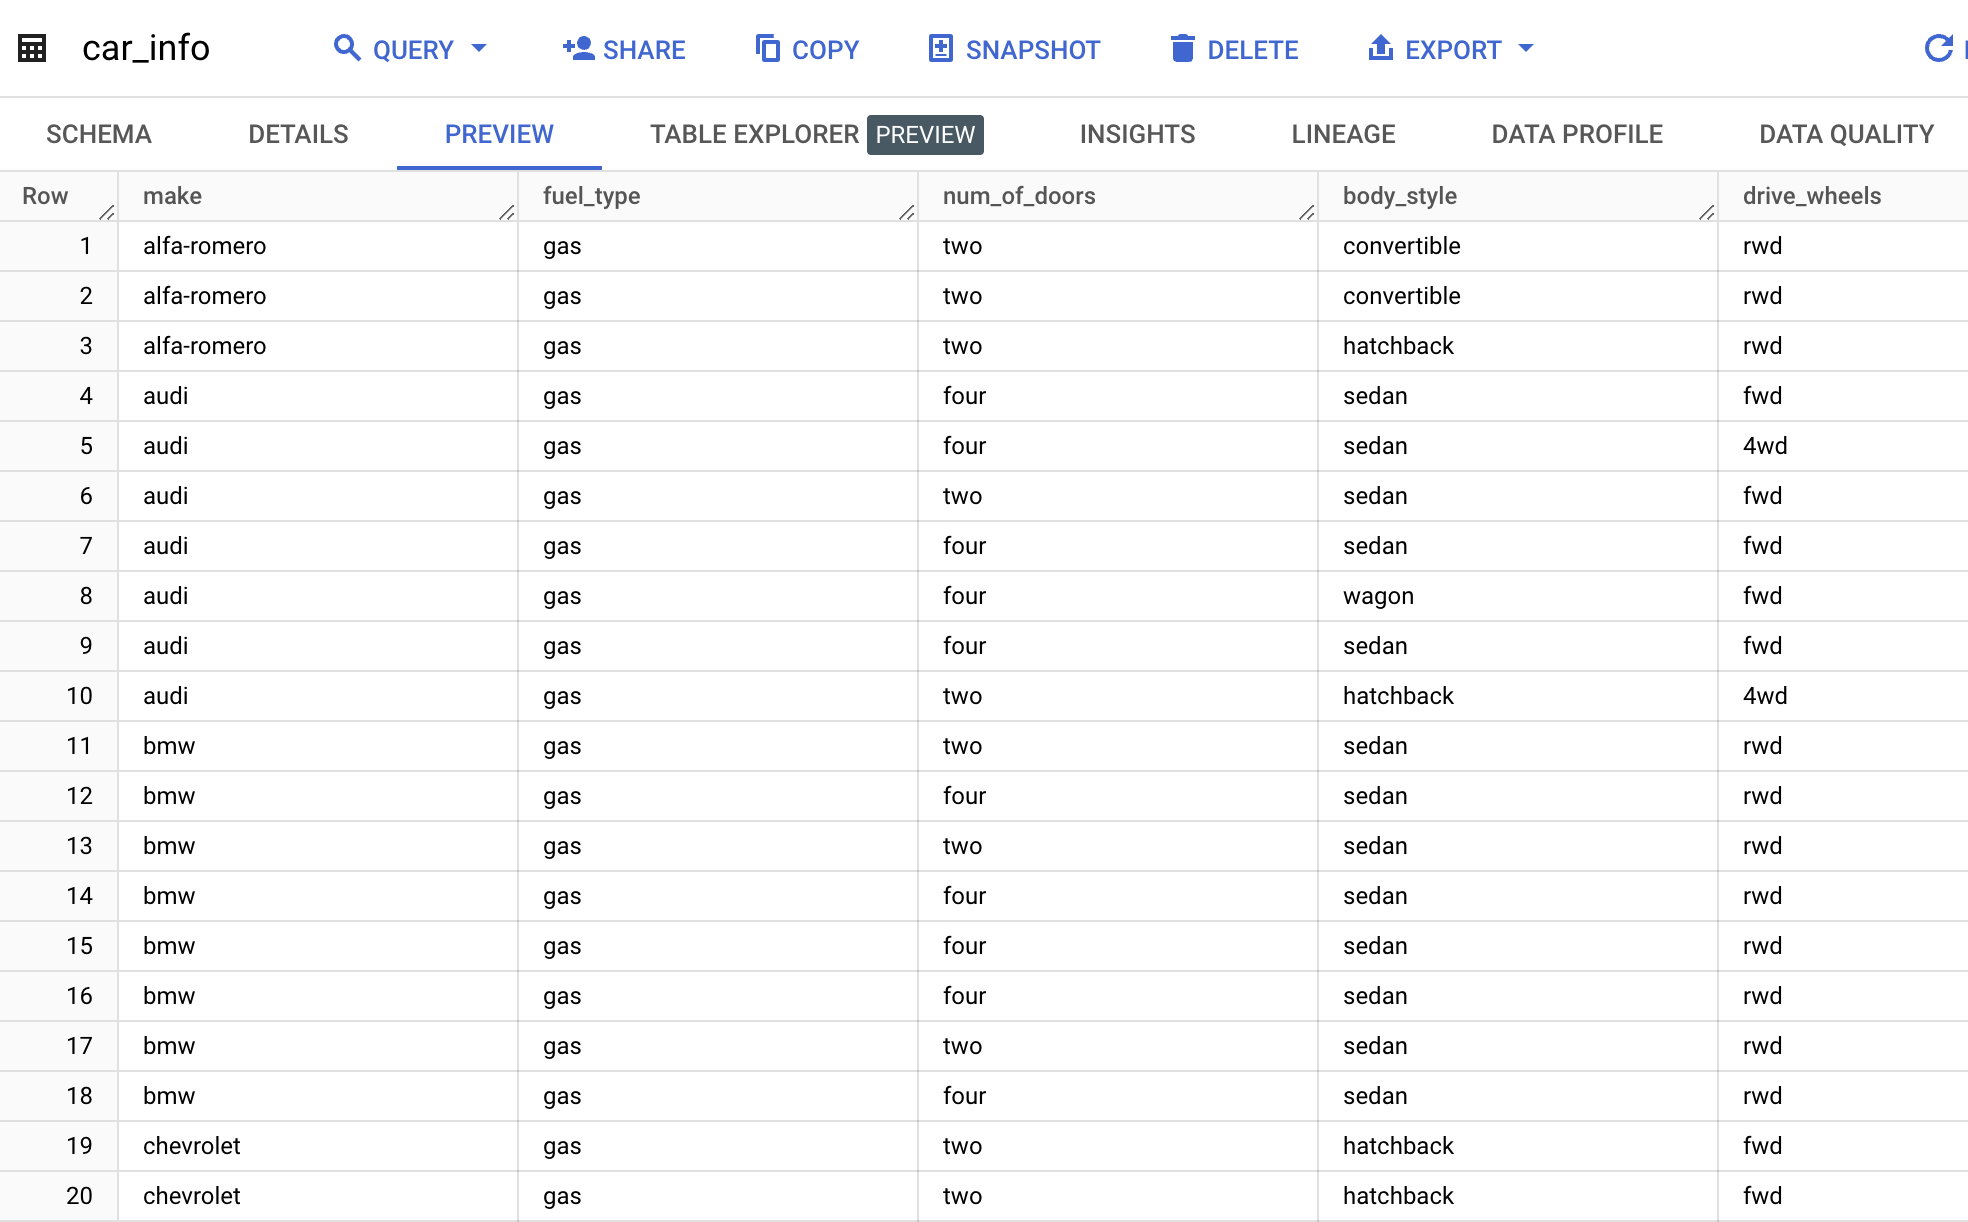 car_info QUERY SHARE COPY SNAPSHOT DELETE EXPORT
SCHEMA DETAILS PREVIEW TABLE EXPLORER PREVIEW INSIGHTS LINEAGE DATA PROFILE DATA QUALITY
Row make fuel_type num_of_doors body_style drive_wheels
1 alfa-romero gas two convertible rwd
2 alfa-romero gas two convertible rwd
3 alfa-romero gas two hatchback rwd
4 audi gas four sedan fwd
5 audi gas four sedan 4wd
6 audi gas two sedan fwd
7 audi gas four sedan fwd
8 audi gas four wagon fwd
9 audi gas four sedan fwd
10 audi gas two hatchback 4wd
11 bmw gas two sedan rwd
12 bmw gas four sedan rwd
13 bmw gas two sedan rwd
14 bmw gas four sedan rwd
15 bmw gas four sedan rwd
16 bmw gas four sedan rwd
17 bmw gas two sedan rwd
18 bmw gas four sedan rwd
19 chevrolet gas two hatchback fwd
20 chevrolet gas two hatchback fwd